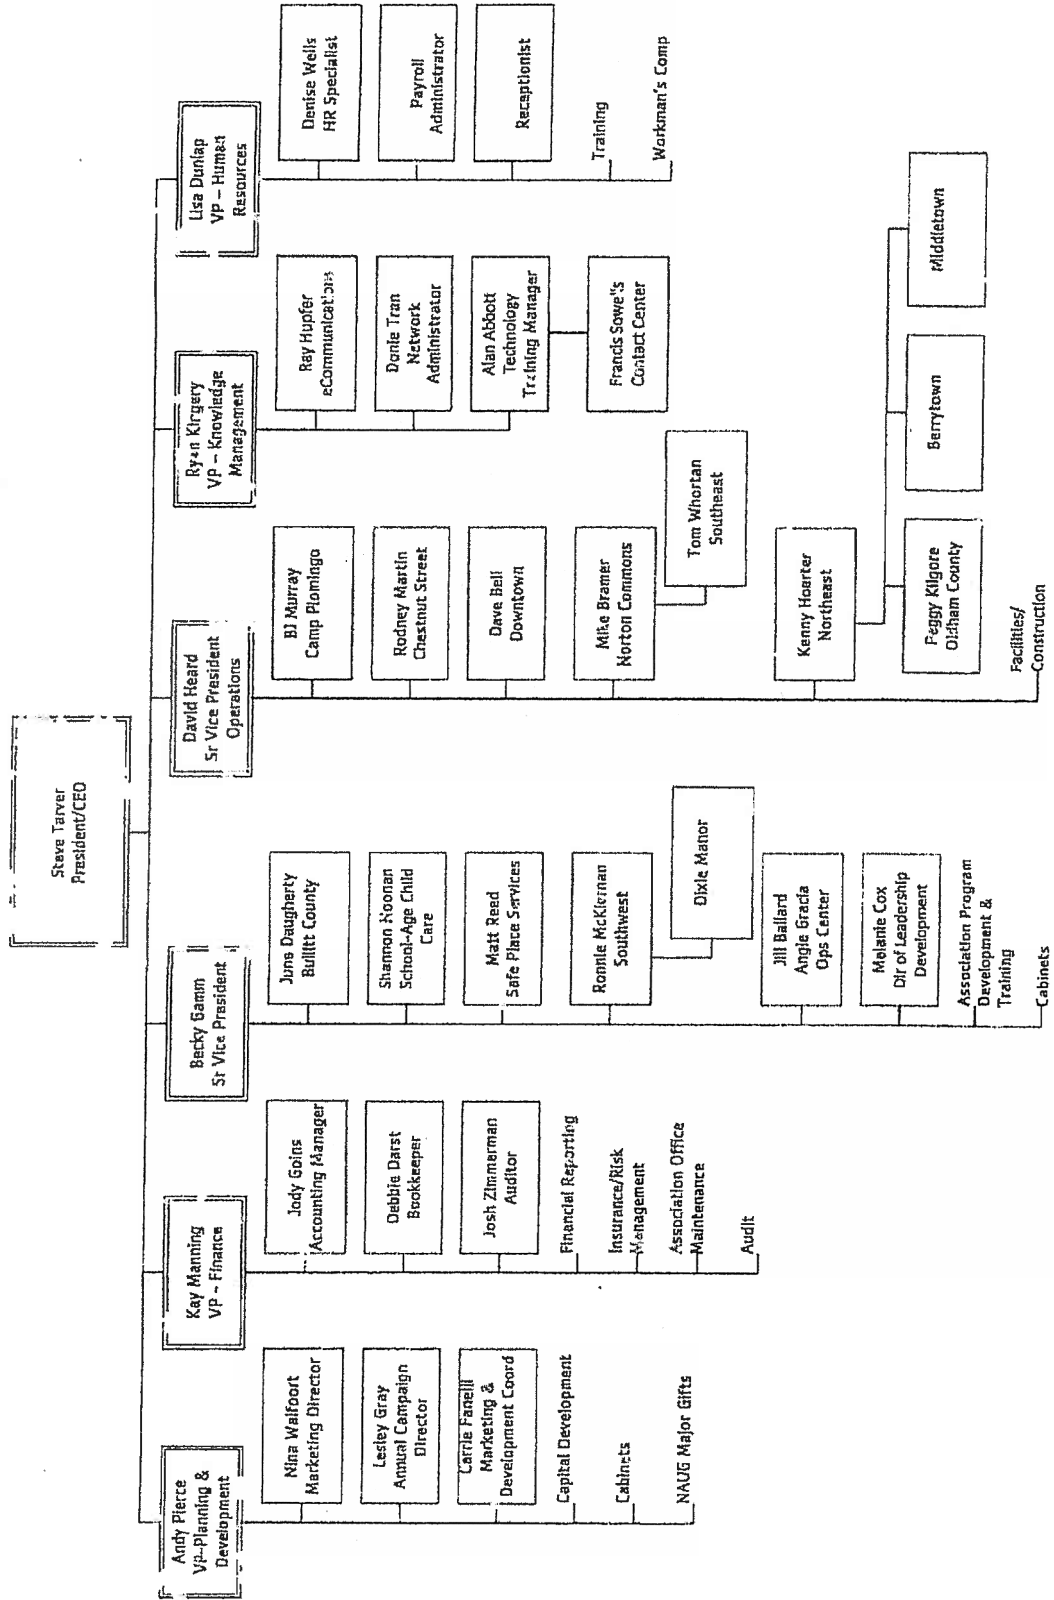 Steve Tarver
President/CEO
Andy Pierce
VP-Planning &
Development
Nina Walfoort
Marketing Director
Lesley Gray
Annual Campaign
Director
Carrie Fanelli
Marketing &
Development Coord
Capital Development
Cabinets
NAUG Major Gifts
Kay Manning
VP – Finance
Jody Goins
Accounting Manager
Debbie Darst
Bookkeeper
Josh Zimmerman
Auditor
Financial Reporting
Insurance/Risk
Management
Association Office
Maintenance
Audit
Becky Gamm
Sr Vice President
June Daugherty
Bullitt County
Shannon Noonan
School-Age Child
Care
Matt Reed
Safe Place Services
Ronnie McKiernan
Southwest
Dixie Manor
Jill Ballard
Angie Gracia
Ops Center
Melanie Cox
Dir of Leadership
Development
Association Program
Development &
Training
Cabinets
David Heard
Sr Vice President
Operations
BJ Murray
Camp Piomingo
Rodney Martin
Chestnut Street
Dave Bell
Downtown
Mike Bramer
Norton Commons
Tom Whortan
Southeast
Kenny Hoerter
Northeast
Peggy Kilgore
Oldham County
Berrytown
Middletown
Facilities/
Construction
Ryan Kingery
VP – Knowledge
Management
Ray Hupfer
eCommunications
Donie Tran
Network
Administrator
Alan Abbott
Technology
Training Manager
Francis Sowells
Contact Center
Lisa Dunlap
VP – Human
Resources
Denise Wells
HR Specialist
Payroll
Administrator
Receptionist
Training
Workman's Comp